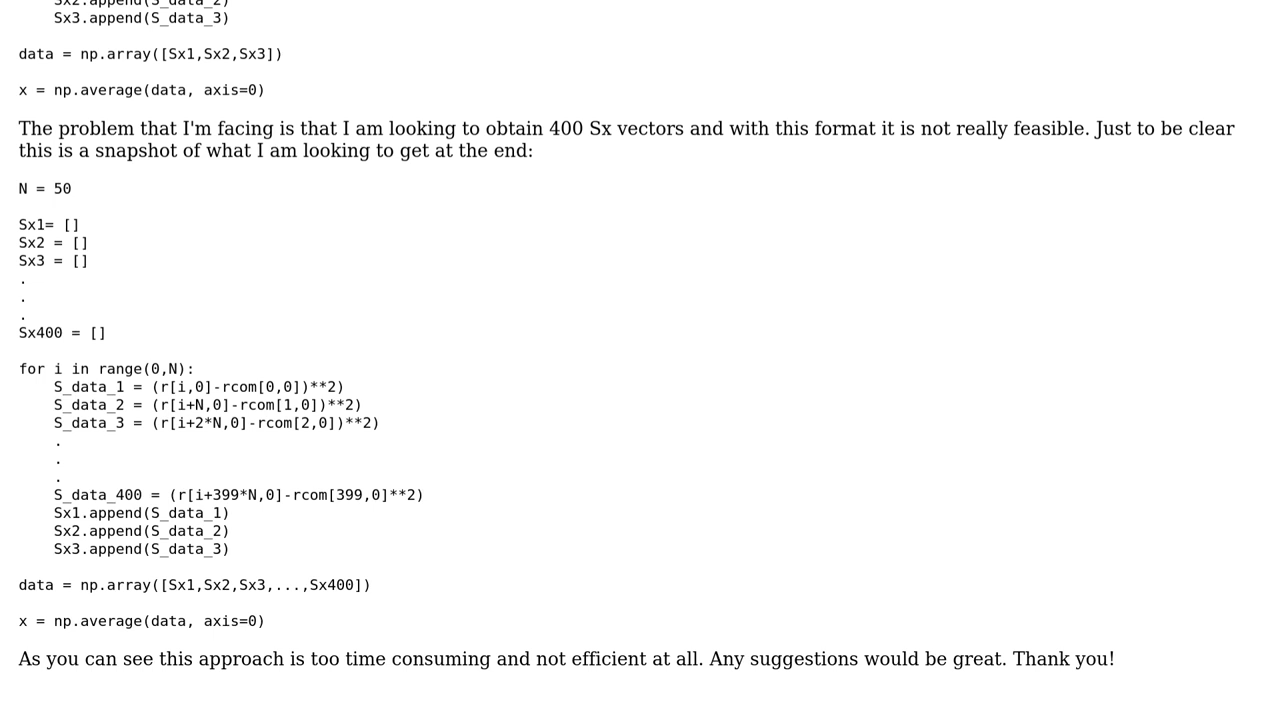 Sx2.append(S_data_2)
    Sx3.append(S_data_3)

data = np.array([Sx1,Sx2,Sx3])

x = np.average(data, axis=0)

The problem that I'm facing is that I am looking to obtain 400 Sx vectors and with this format it is not really feasible. Just to be clear
this is a snapshot of what I am looking to get at the end:

N = 50

Sx1= []
Sx2 = []
Sx3 = []
.
.
.
Sx400 = []

for i in range(0,N):
    S_data_1 = (r[i,0]-rcom[0,0])**2)
    S_data_2 = (r[i+N,0]-rcom[1,0])**2)
    S_data_3 = (r[i+2*N,0]-rcom[2,0])**2)
    .
    .
    .
    S_data_400 = (r[i+399*N,0]-rcom[399,0]**2)
    Sx1.append(S_data_1)
    Sx2.append(S_data_2)
    Sx3.append(S_data_3)

data = np.array([Sx1,Sx2,Sx3,...,Sx400])

x = np.average(data, axis=0)

As you can see this approach is too time consuming and not efficient at all. Any suggestions would be great. Thank you!